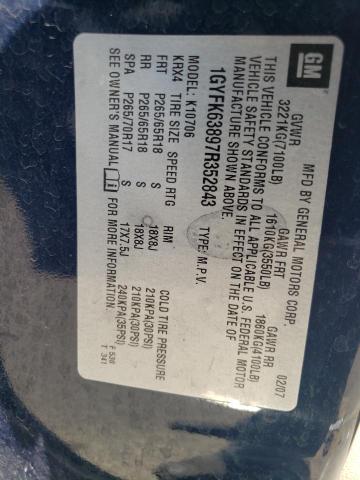 GM
MFD BY GENERAL MOTORS CORP.
02/07
GVWR GAWR FRT GAWR RR
3221KG(7100LB) 1610KG(3550LB) 1860KG(4100LB)
THIS VEHICLE CONFORMS TO ALL APPLICABLE U.S. FEDERAL MOTOR
VEHICLE SAFETY STANDARDS IN EFFECT ON THE DATE OF
MANUFACTURE SHOWN ABOVE.
1GYFK63897R352843 TYPE: M.P.V.
MODEL: K10706
KRX4 TIRE SIZE SPEED RTG RIM COLD TIRE PRESSURE
FRT P265/65R18 S 18X8J 210KPA(30PSI)
RR P265/65R18 S 18X8J 210KPA(30PSI)
SPA P265/70R17 S 17X7.5J 240KPA(35PSI)
SEE OWNER'S MANUAL FOR MORE INFORMATION
F 536
T 341